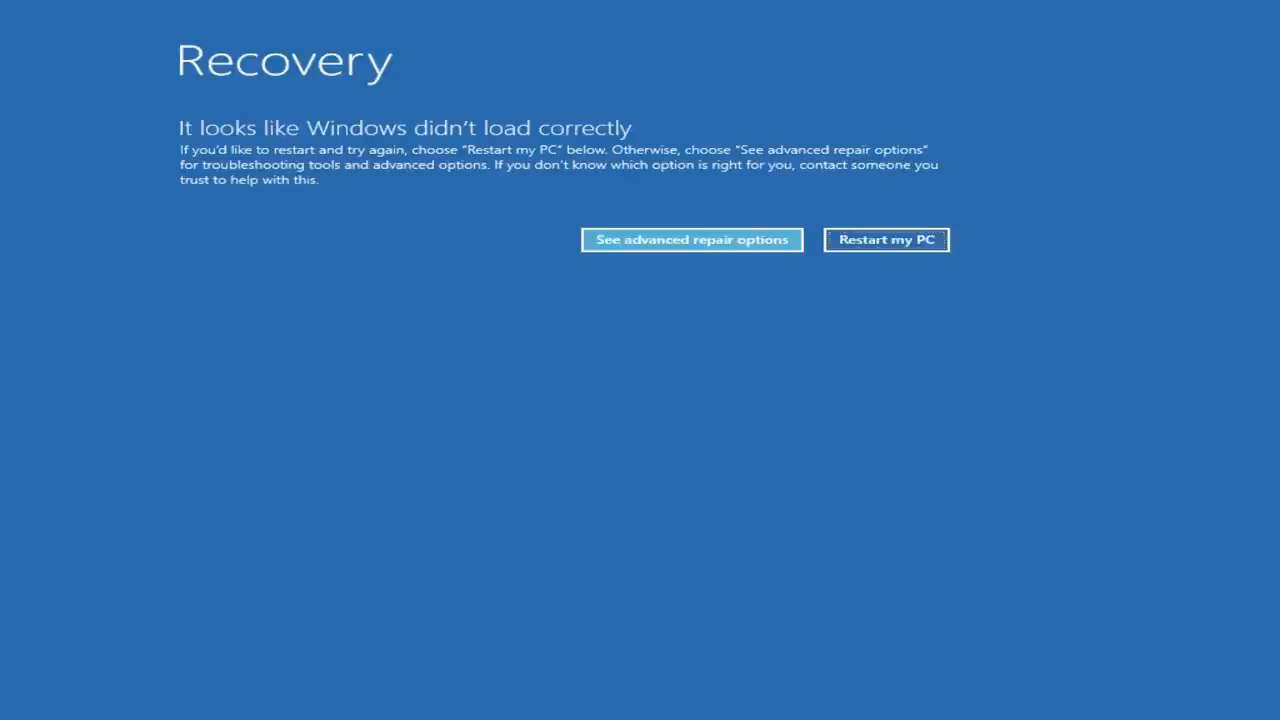 Recovery
It looks like Windows didn't load correctly
If you'd like to restart and try again, choose "Restart my PC" below. Otherwise, choose "See advanced repair options"
for troubleshooting tools and advanced options. If you don't know which option is right for you, contact someone you
trust to help with this.
See advanced repair options
Restart my PC